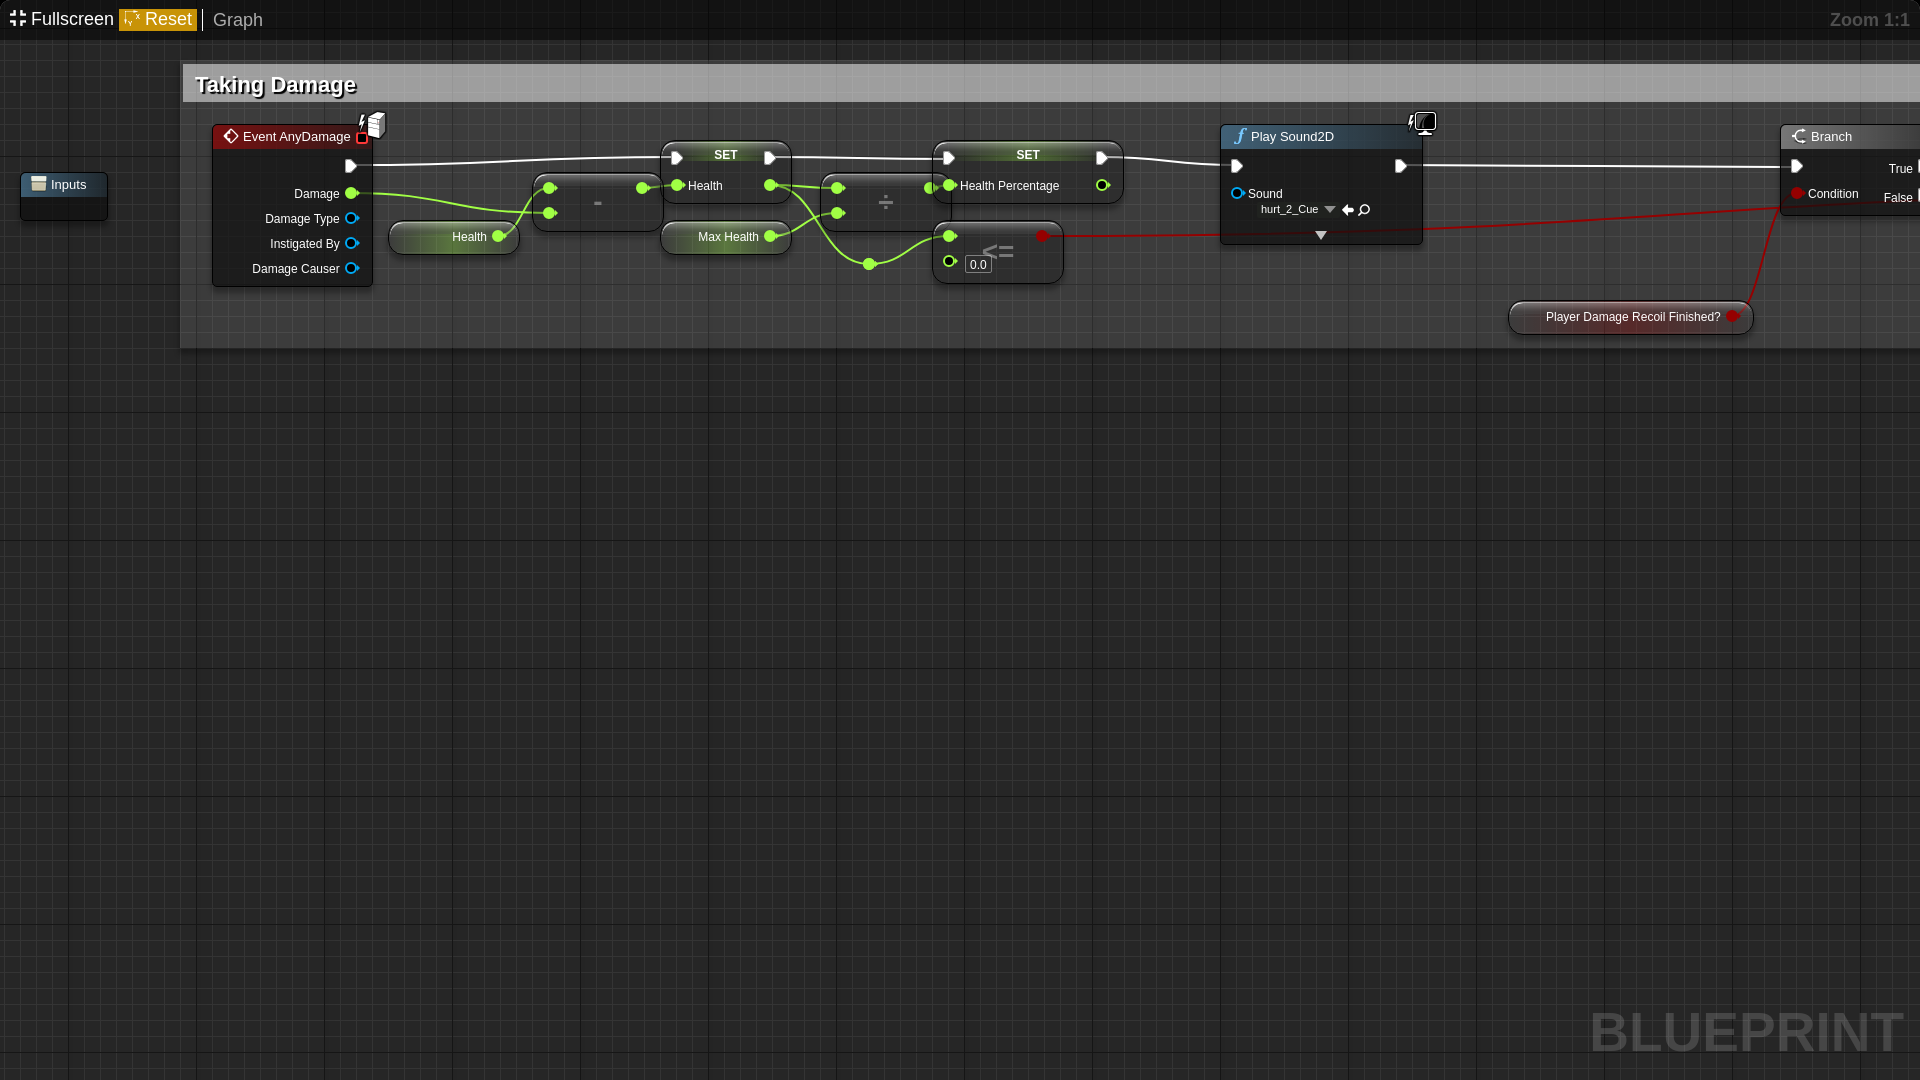 Fullscreen Reset Graph Zoom 1:1
Taking Damage
Event AnyDamage
Damage
Damage Type
Instigated By
Damage Causer
Inputs
Health
-
SET
Health
Max Health
÷
SET
Health Percentage
<=
0.0
Play Sound2D
Sound
hurt_2_Cue
Player Damage Recoil Finished?
Branch
True
Condition
False
BLUEPRINT